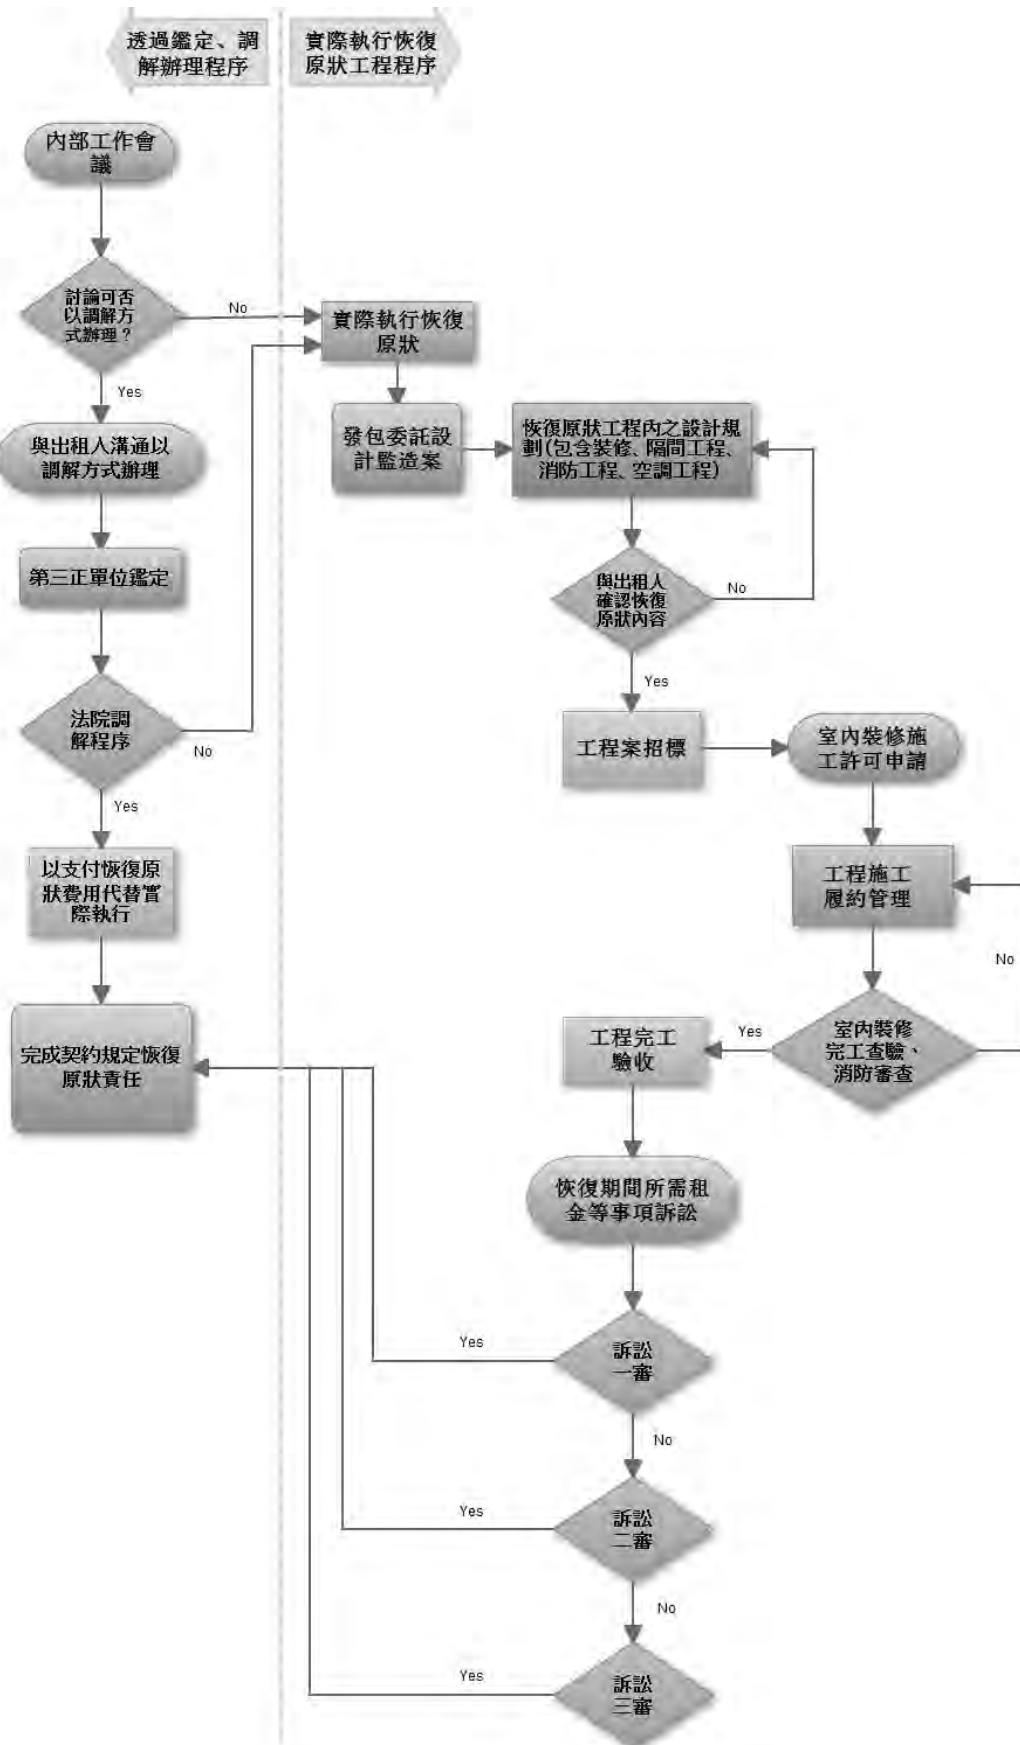 透過鑑定、調
解辦理程序
實際執行恢復
原狀工程程序
內部工作會
議
討論可否
以調解方
式辦理？
No
Yes
實際執行恢復
原狀
與出租人溝通以
調解方式辦理
發包委託設
計監造案
恢復原狀工程內之設計規
劃(包含裝修、隔間工程、
消防工程、空調工程)
第三正單位鑑定
與出租人
確認恢復
原狀內容
No
Yes
法院調
解程序
No
Yes
工程案招標
室內裝修施
工許可申請
以支付恢復原
狀費用代替實
際執行
工程施工
履約管理
No
完成契約規定恢復
原狀責任
工程完工
驗收
Yes
室內裝修
完工查驗、
消防審查
恢復期間所需租
金等事項訴訟
Yes
訴訟
一審
No
Yes
訴訟
二審
No
Yes
訴訟
三審